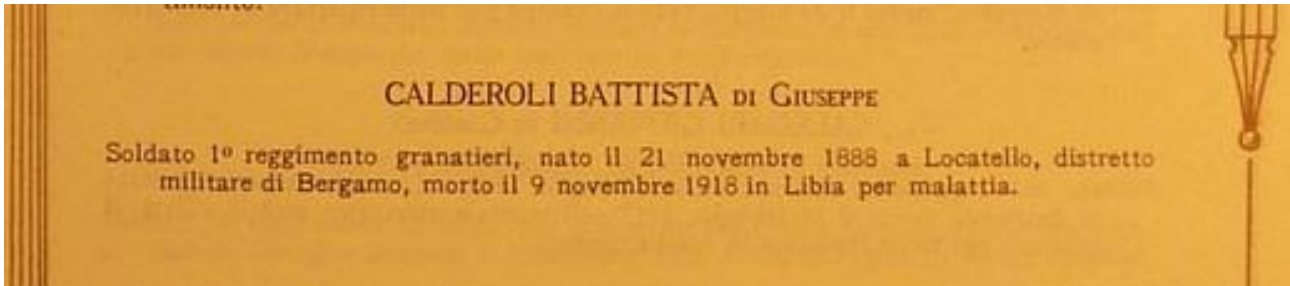 CALDEROLI BATTISTA DI GIUSEPPE
Soldato 1º reggimento granatieri, nato il 21 novembre 1888 a Locatello, distretto
militare di Bergamo, morto il 9 novembre 1918 in Libia per malattia.